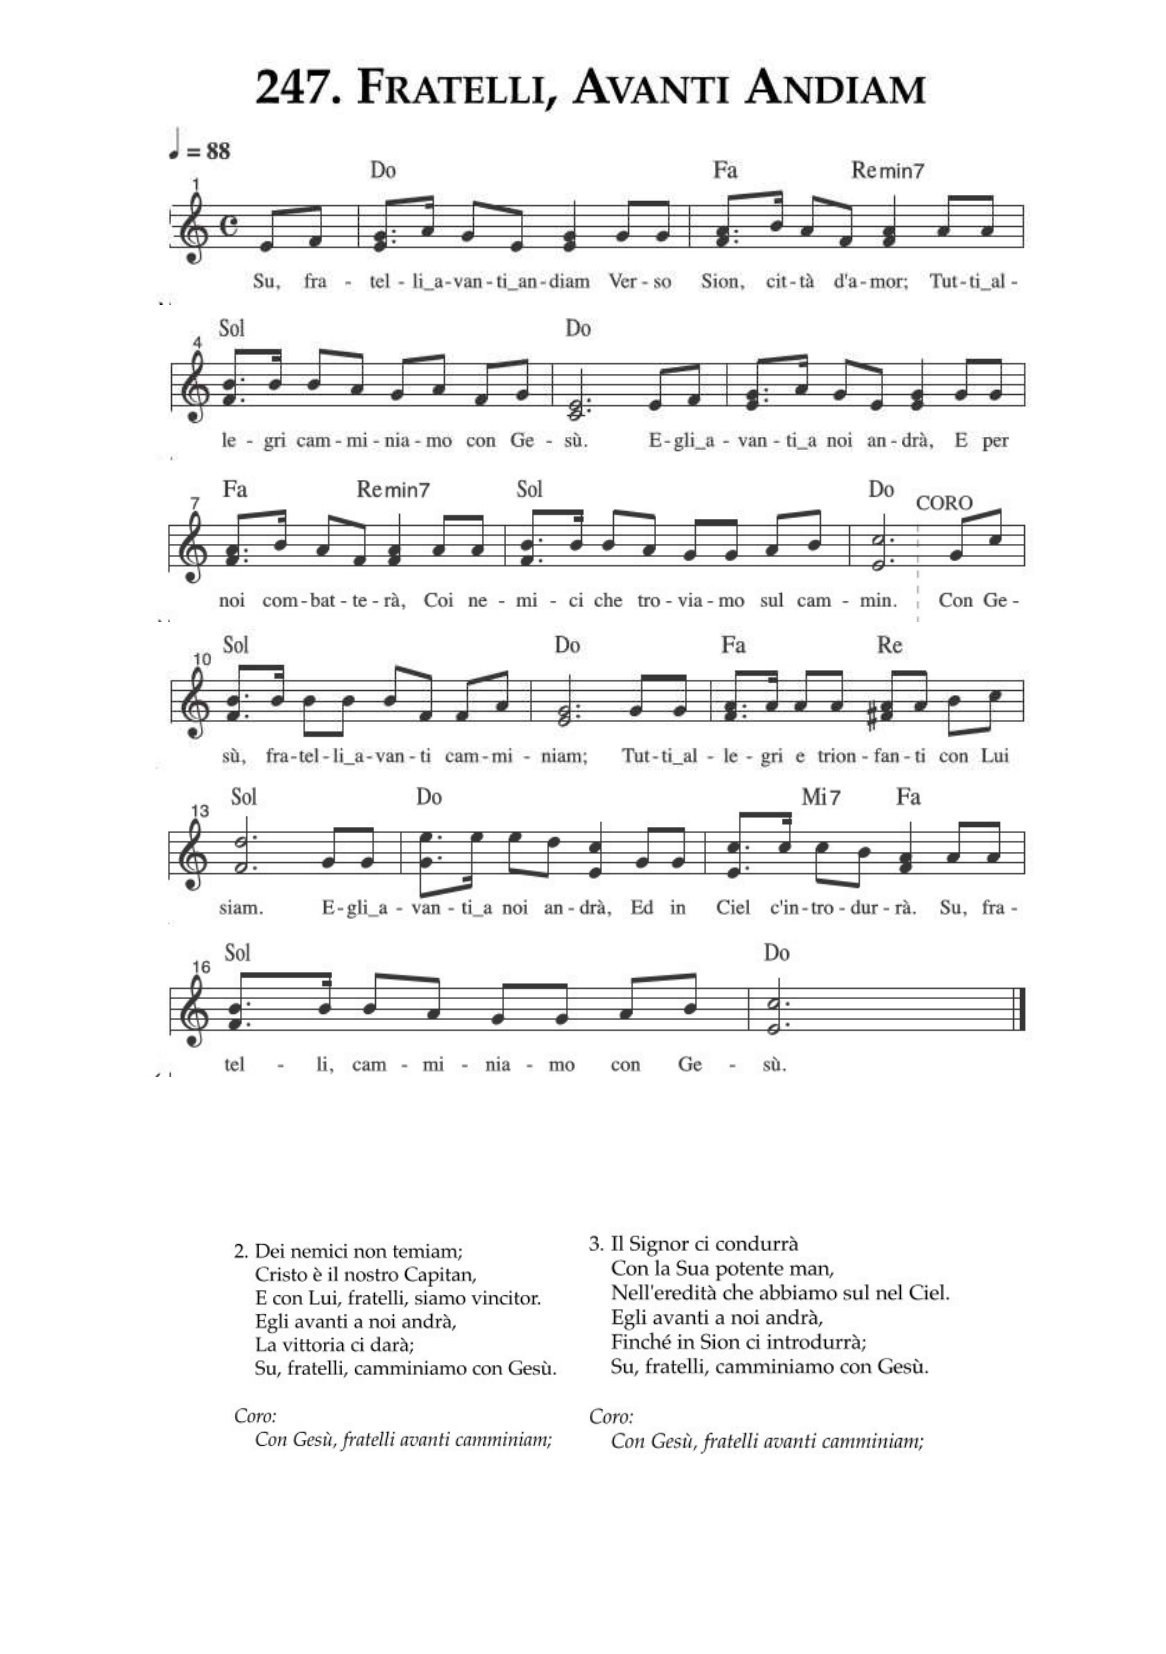 247. FRATELLI, AVANTI ANDIAM
= 88
Do Fa Remin7
1
Su, fra - tel - li_a-van-ti_an-diam Ver-so Sion, cit-tà d'a-mor; Tut-ti_al-
Sol Do
4
le - gri cam-mi-nia-mo con Ge - sù. E-gli_a - van - ti_a noi an-drà, E per
Fa Remin7 Sol Do
7 CORO
noi com-bat-te-rà, Coi ne - mi - ci che tro-via-mo sul cam - min. Con Ge-
Sol Do Fa Re
10
sù, fra-tel-li_a-van-ti cam-mi - niam; Tut-ti_al - le - gri e trion-fan-ti con Lui
Sol Do Mi7 Fa
13
siam. E-gli_a - van - ti_a noi an-drà, Ed in Ciel c'in-tro-dur-rà. Su, fra -
Sol Do
16
tel - li, cam - mi - nia - mo con Ge - sù.
2. Dei nemici non temiam;
Cristo è il nostro Capitan,
E con Lui, fratelli, siamo vincitor.
Egli avanti a noi andrà,
La vittoria ci darà;
Su, fratelli, camminiamo con Gesù.
Coro:
Con Gesù, fratelli avanti camminiam;
3. Il Signor ci condurrà
Con la Sua potente man,
Nell'eredità che abbiamo sul nel Ciel.
Egli avanti a noi andrà,
Finché in Sion ci introdurrà;
Su, fratelli, camminiamo con Gesù.
Coro:
Con Gesù, fratelli avanti camminiam;